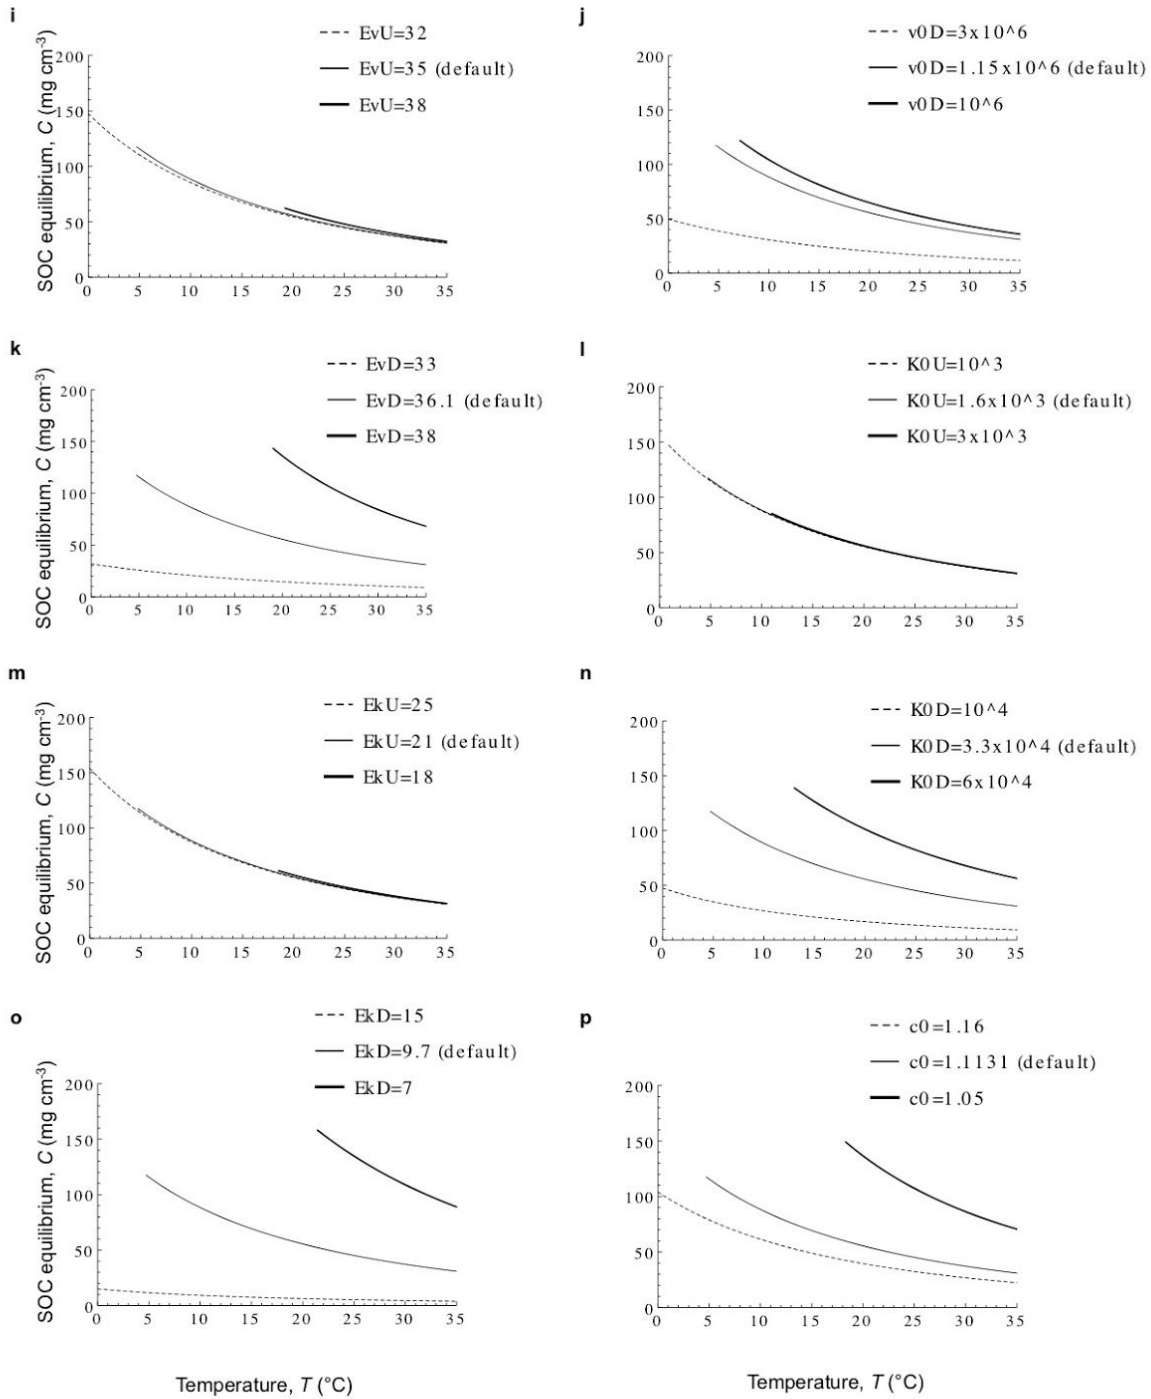 i
EvU=32
EvU=35 (default)
EvU=38
SOC equilibrium, C (mg cm-3)
200
150
100
50
0
0 5 10 15 20 25 30 35
j
v0D=3x10^6
v0D=1.15x10^6 (default)
v0D=10^6
200
150
100
50
0
0 5 10 15 20 25 30 35
k
EvD=33
EvD=36.1 (default)
EvD=38
SOC equilibrium, C (mg cm-3)
200
150
100
50
0
0 5 10 15 20 25 30 35
l
K0U=10^3
K0U=1.6x10^3 (default)
K0U=3x10^3
200
150
100
50
0
0 5 10 15 20 25 30 35
m
EkU=25
EkU=21 (default)
EkU=18
SOC equilibrium, C (mg cm-3)
200
150
100
50
0
0 5 10 15 20 25 30 35
n
K0D=10^4
K0D=3.3x10^4 (default)
K0D=6x10^4
200
150
100
50
0
0 5 10 15 20 25 30 35
o
EkD=15
EkD=9.7 (default)
EkD=7
SOC equilibrium, C (mg cm-3)
200
150
100
50
0
0 5 10 15 20 25 30 35
Temperature, T (°C)
p
c0=1.16
c0=1.1131 (default)
c0=1.05
200
150
100
50
0
0 5 10 15 20 25 30 35
Temperature, T (°C)